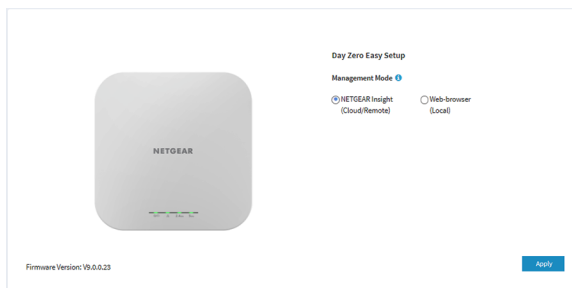 Day Zero Easy Setup
Management Mode
NETGEAR Insight
(Cloud/Remote)
Web-browser
(Local)
NETGEAR
Firmware Version: V9.0.0.23
Apply